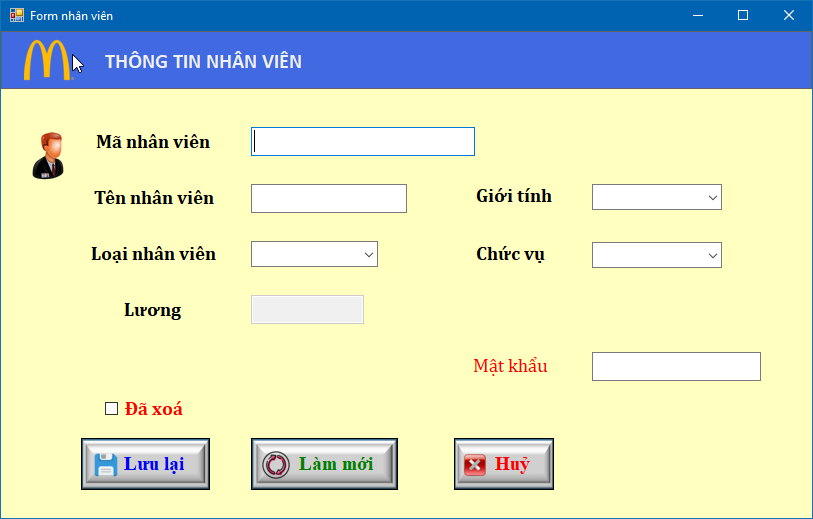 Form nhân viên
THÔNG TIN NHÂN VIÊN
Mã nhân viên
Tên nhân viên
Giới tính
Loại nhân viên
Chức vụ
Lương
Mật khẩu
Đã xoá
Lưu lại
Làm mới
Huỷ